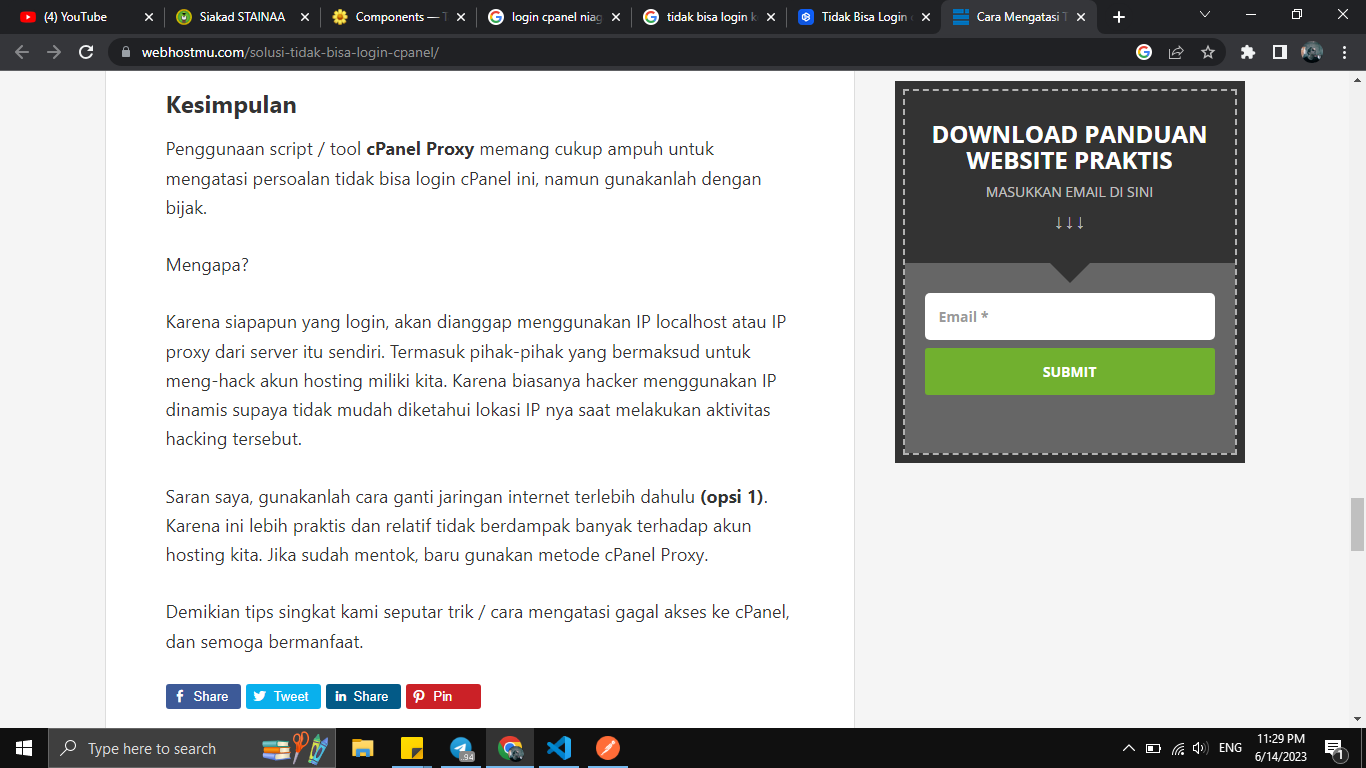 (4) YouTube
Siakad STAINAA
Components — T
login cpanel niag
tidak bisa login k
Tidak Bisa Login
Cara Mengatasi T
webhostmu.com/solusi-tidak-bisa-login-cpanel/
Kesimpulan
Penggunaan script / tool cPanel Proxy memang cukup ampuh untuk
mengatasi persoalan tidak bisa login cPanel ini, namun gunakanlah dengan
bijak.
Mengapa?
Karena siapapun yang login, akan dianggap menggunakan IP localhost atau IP
proxy dari server itu sendiri. Termasuk pihak-pihak yang bermaksud untuk
meng-hack akun hosting miliki kita. Karena biasanya hacker menggunakan IP
dinamis supaya tidak mudah diketahui lokasi IP nya saat melakukan aktivitas
hacking tersebut.
Saran saya, gunakanlah cara ganti jaringan internet terlebih dahulu (opsi 1).
Karena ini lebih praktis dan relatif tidak berdampak banyak terhadap akun
hosting kita. Jika sudah mentok, baru gunakan metode cPanel Proxy.
Demikian tips singkat kami seputar trik / cara mengatasi gagal akses ke cPanel,
dan semoga bermanfaat.
Share
Tweet
Share
Pin
DOWNLOAD PANDUAN
WEBSITE PRAKTIS
MASUKKAN EMAIL DI SINI
↓↓↓
Email *
SUBMIT
Type here to search
94
ENG
11:29 PM
6/14/2023
1